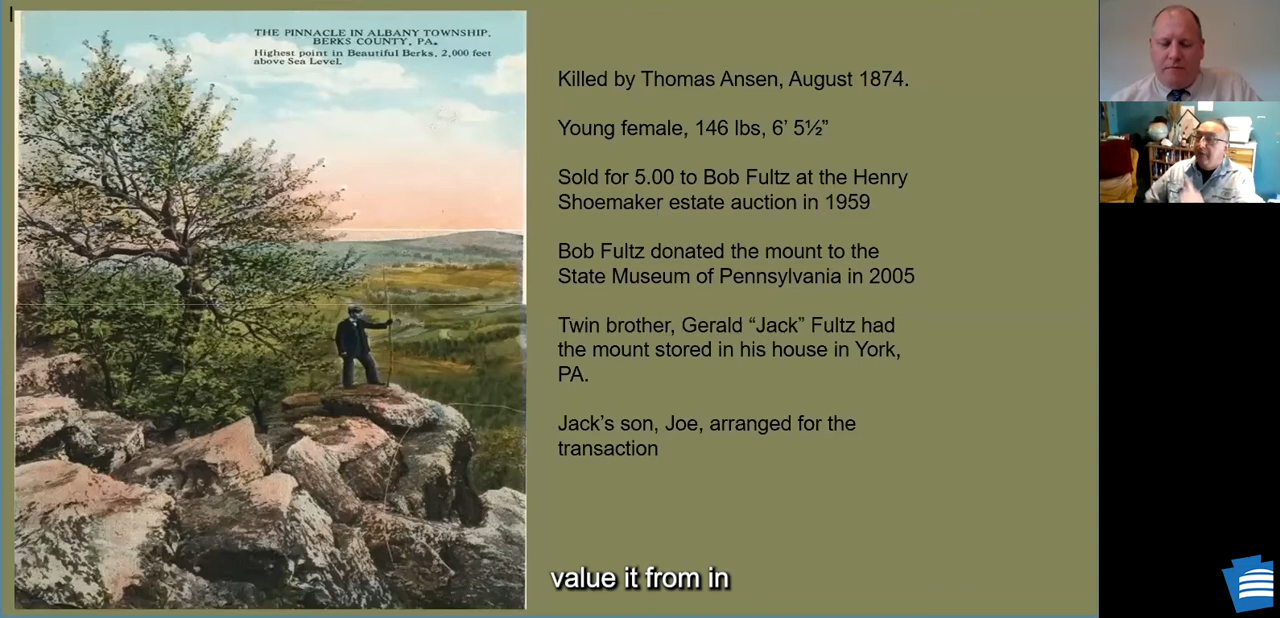 THE PINNACLE IN ALBANY TOWNSHIP.
BERKS COUNTY, PA.
Highest point in Beautiful Berks. 2,000 feet
above Sea Level.
Killed by Thomas Ansen, August 1874.
Young female, 146 lbs, 6’ 5½”
Sold for 5.00 to Bob Fultz at the Henry
Shoemaker estate auction in 1959
Bob Fultz donated the mount to the
State Museum of Pennsylvania in 2005
Twin brother, Gerald “Jack” Fultz had
the mount stored in his house in York,
PA.
Jack’s son, Joe, arranged for the
transaction
value it from in